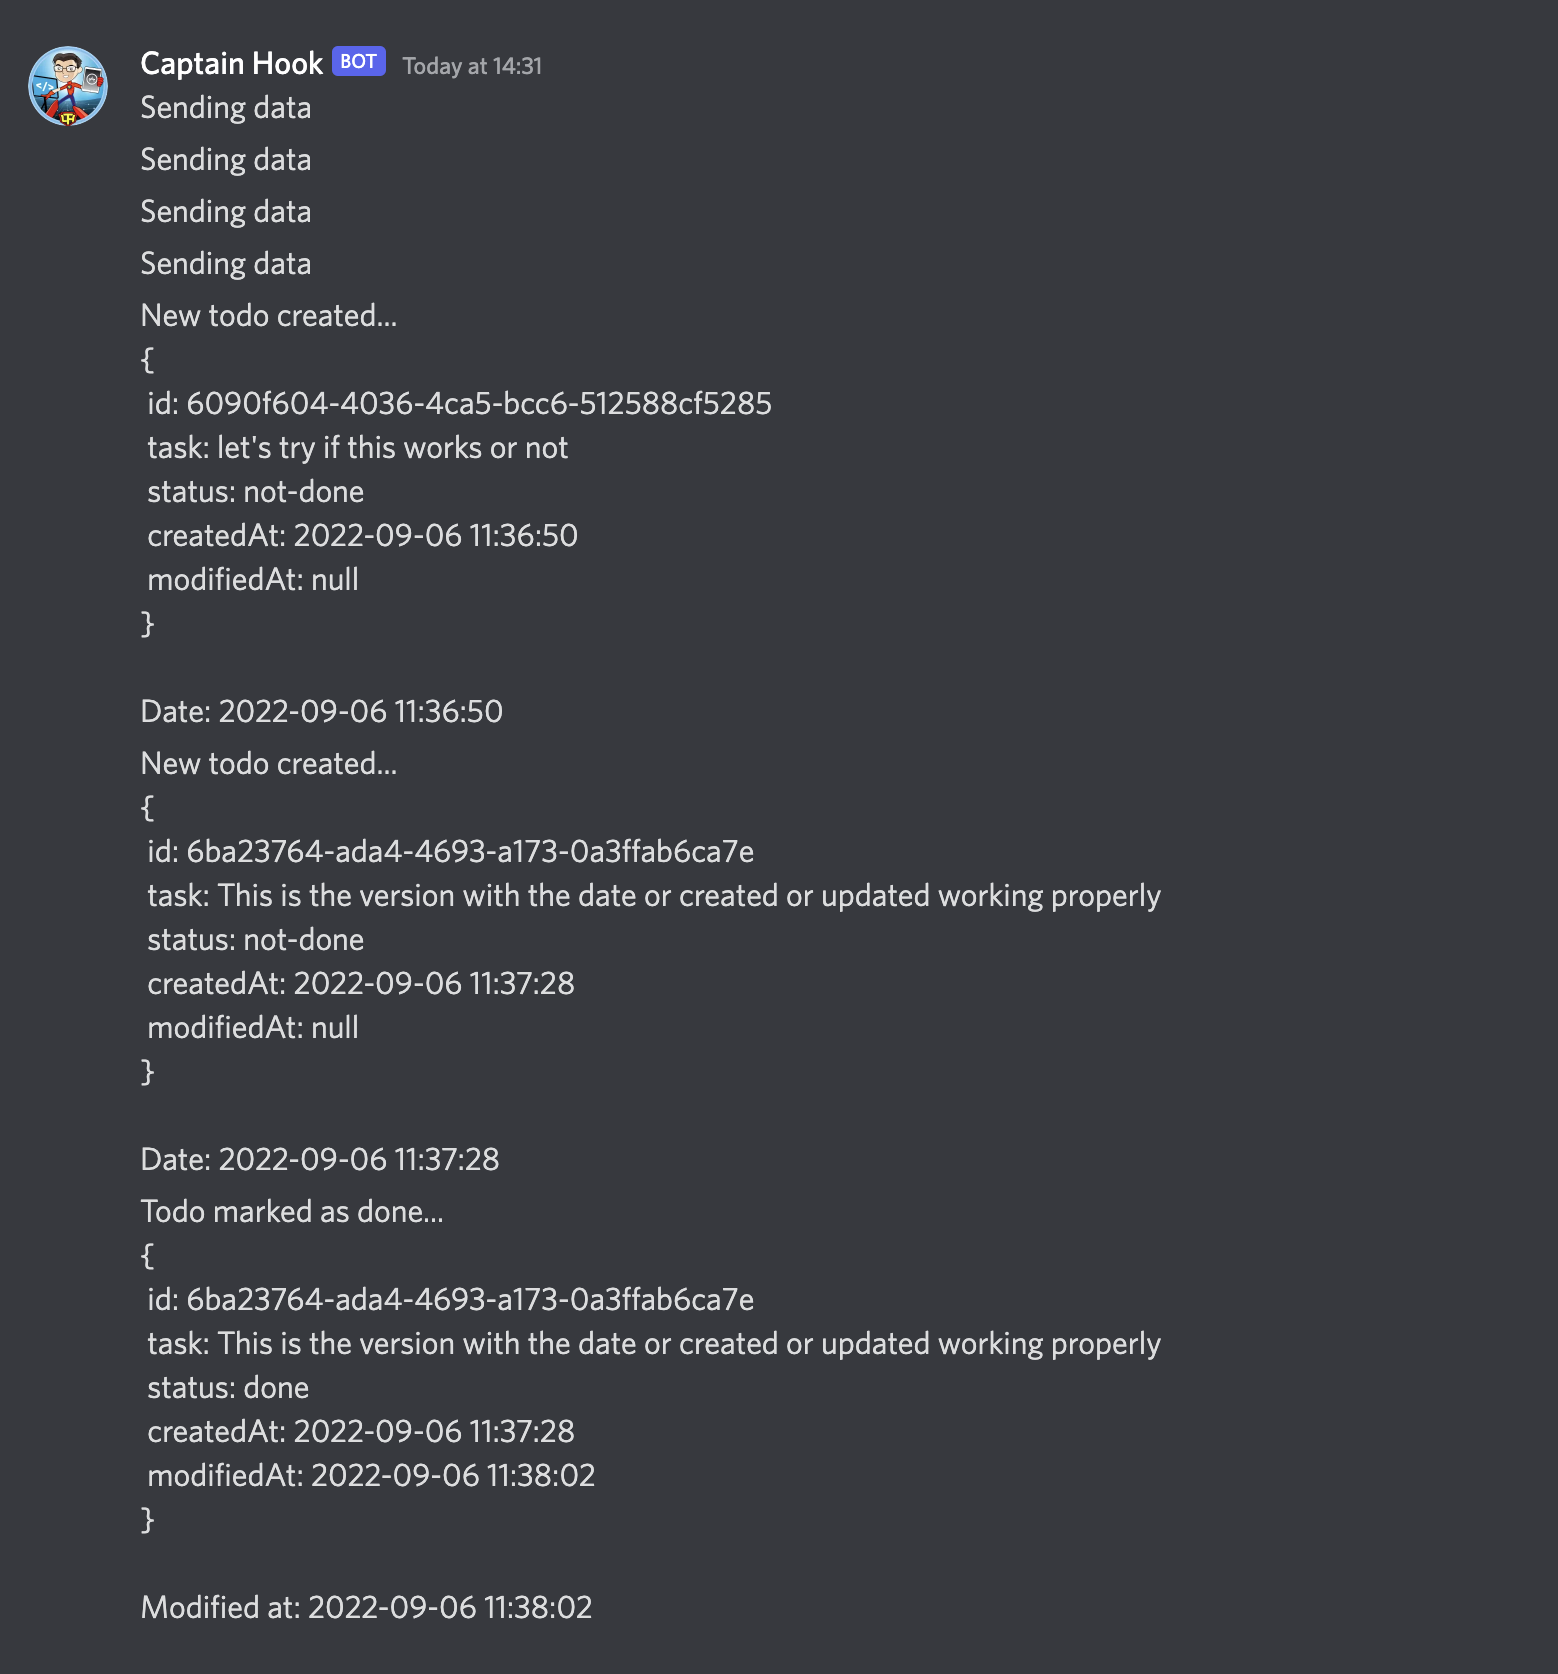 Captain Hook BOT Today at 14:31
Sending data
Sending data
Sending data
Sending data
New todo created...
{
id: 6090f604-4036-4ca5-bcc6-512588cf5285
task: let's try if this works or not
status: not-done
createdAt: 2022-09-06 11:36:50
modifiedAt: null
}
Date: 2022-09-06 11:36:50
New todo created...
{
id: 6ba23764-ada4-4693-a173-0a3ffab6ca7e
task: This is the version with the date or created or updated working properly
status: not-done
createdAt: 2022-09-06 11:37:28
modifiedAt: null
}
Date: 2022-09-06 11:37:28
Todo marked as done...
{
id: 6ba23764-ada4-4693-a173-0a3ffab6ca7e
task: This is the version with the date or created or updated working properly
status: done
createdAt: 2022-09-06 11:37:28
modifiedAt: 2022-09-06 11:38:02
}
Modified at: 2022-09-06 11:38:02